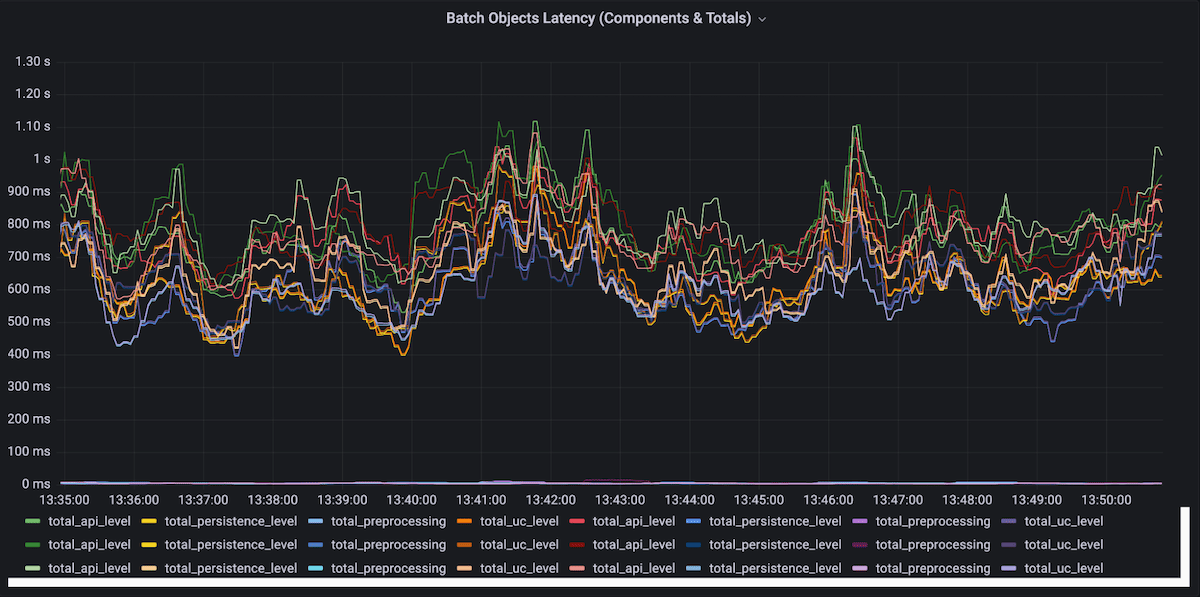 Batch Objects Latency (Components & Totals)
1.30 s
1.20 s
1.10 s
1 s
900 ms
800 ms
700 ms
600 ms
500 ms
400 ms
300 ms
200 ms
100 ms
0 ms
13:35:00 13:36:00 13:37:00 13:38:00 13:39:00 13:40:00 13:41:00 13:42:00 13:43:00 13:44:00 13:45:00 13:46:00 13:47:00 13:48:00 13:49:00 13:50:00
total_api_level total_persistence_level total_preprocessing total_uc_level total_api_level total_persistence_level total_preprocessing total_uc_level
total_api_level total_persistence_level total_preprocessing total_uc_level total_api_level total_persistence_level total_preprocessing total_uc_level
total_api_level total_persistence_level total_preprocessing total_uc_level total_api_level total_persistence_level total_preprocessing total_uc_level